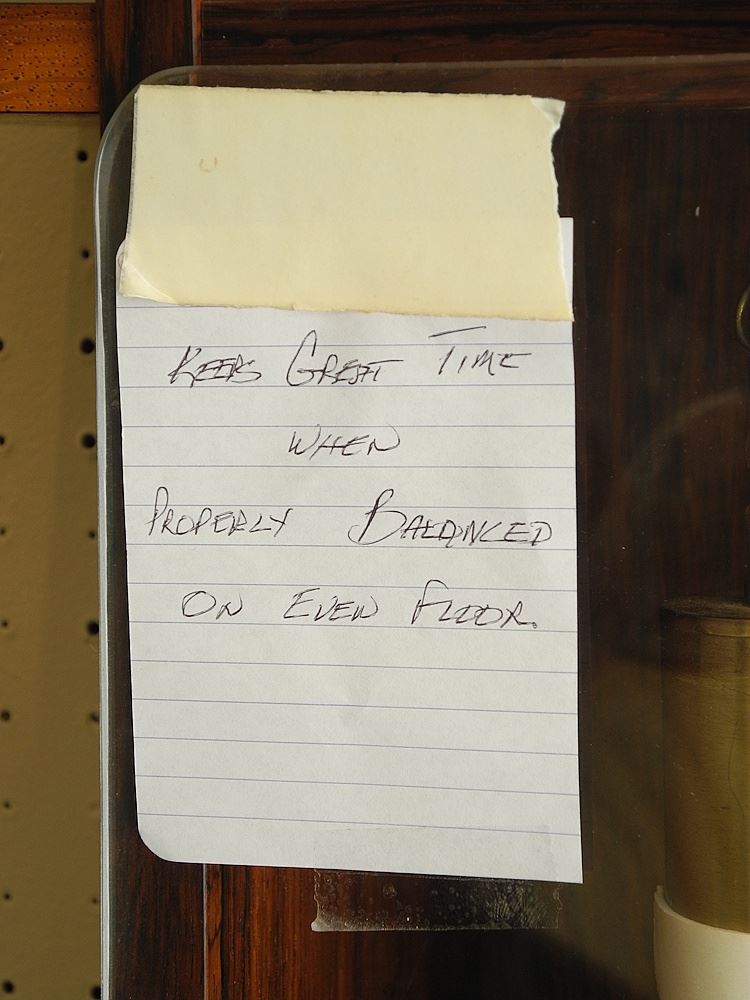 KEEPS GREAT TIME
WHEN
PROPERLY BALANCED
ON EVEN FLOOR.